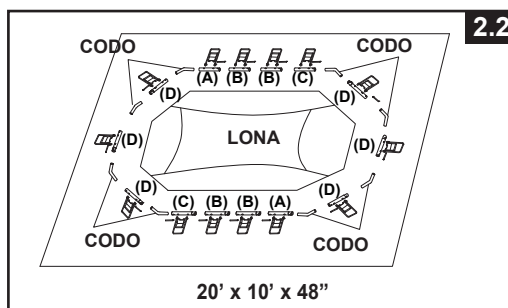 2.2
CODO CODO
(A) (B) (B) (C)
(D) (D)
(D) LONA (D)
(D) (D)
(C) (B) (B) (A)
CODO CODO
20’ x 10’ x 48”